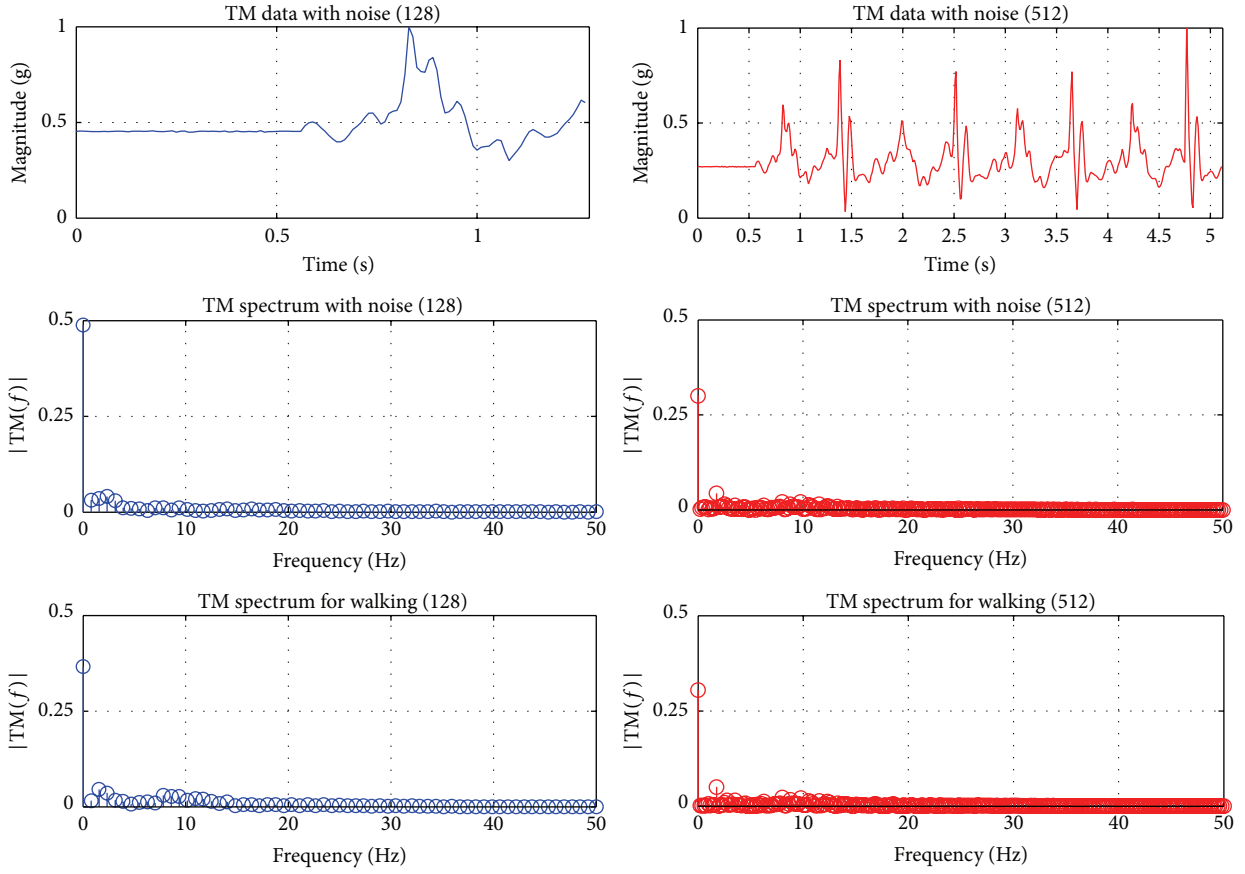 TM data with noise (128)
1
0.5
0
Magnitude (g)
0 0.5 1
Time (s)
TM data with noise (512)
1
0.5
0
Magnitude (g)
0 0.5 1 1.5 2 2.5 3 3.5 4 4.5 5
Time (s)
TM spectrum with noise (128)
0.5
0.25
0
|TM(f)|
0 10 20 30 40 50
Frequency (Hz)
TM spectrum with noise (512)
0.5
0.25
0
|TM(f)|
0 10 20 30 40 50
Frequency (Hz)
TM spectrum for walking (128)
0.5
0.25
0
|TM(f)|
0 10 20 30 40 50
Frequency (Hz)
TM spectrum for walking (512)
0.5
0.25
0
|TM(f)|
0 10 20 30 40 50
Frequency (Hz)